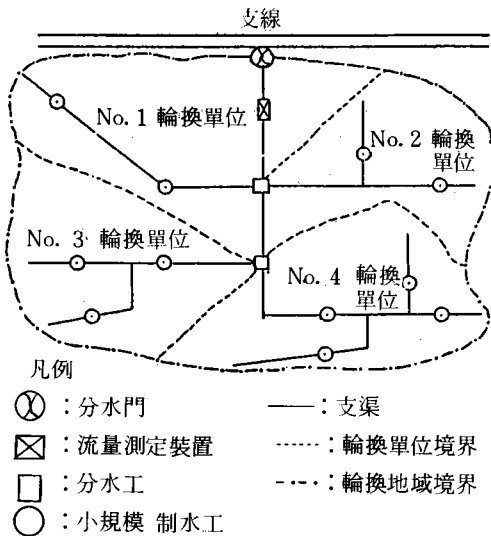 支線
No. 1 輪換單位
No. 2 輪換
單位
No. 3 輪換單位
No. 4 輪換
單位
凡例
：分水門
：流量測定裝置
：分水工
：小規模 制水工
：支渠
：輪換單位境界
：輪換地域境界